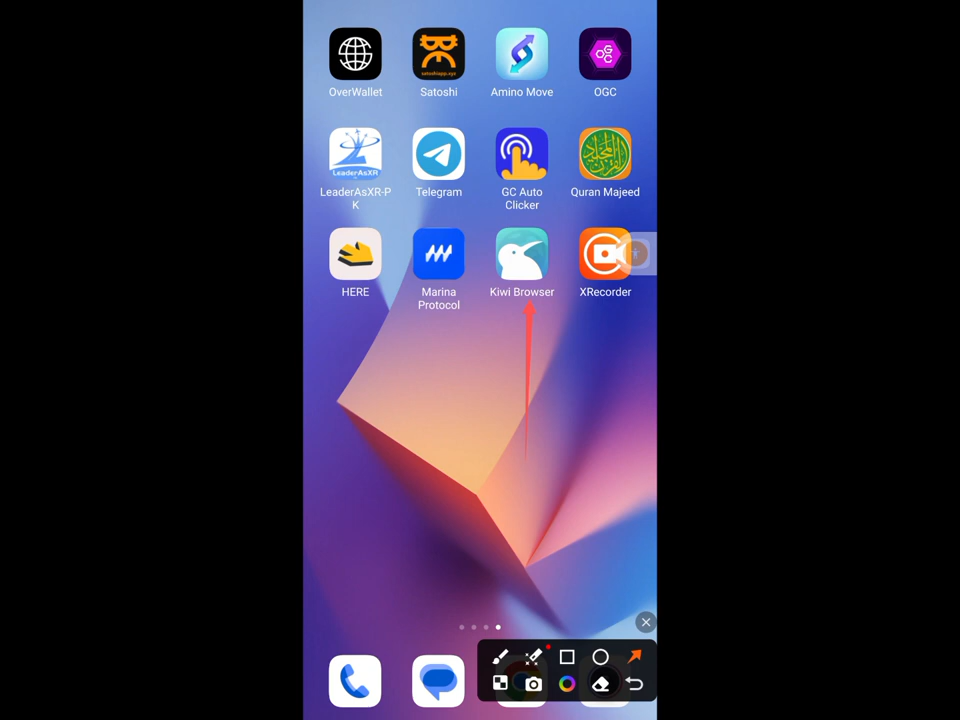 satoshiapp.xyz
OGC
OverWallet
Satoshi
Amino Move
OGC
LeaderAsXR
LeaderAsXR-P
K
Telegram
GC Auto
Clicker
Quran Majeed
HERE
Marina
Protocol
Kiwi Browser
XRecorder